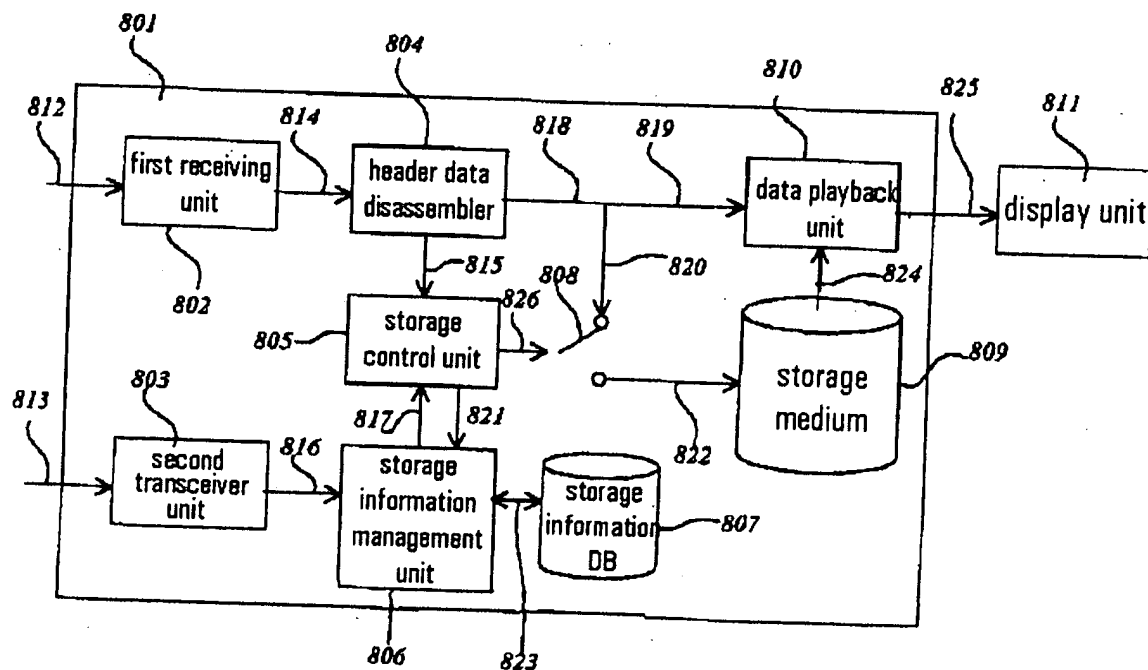 801
804
810
825
811
812
814
818
819
first receiving
unit
header data
disassembler
data playback
unit
display unit
802
815
820
808
824
826
805
storage
control unit
storage
medium
809
813
803
817
821
822
second
transceiver
unit
816
storage
information
management
unit
storage
information
DB
807
806
823